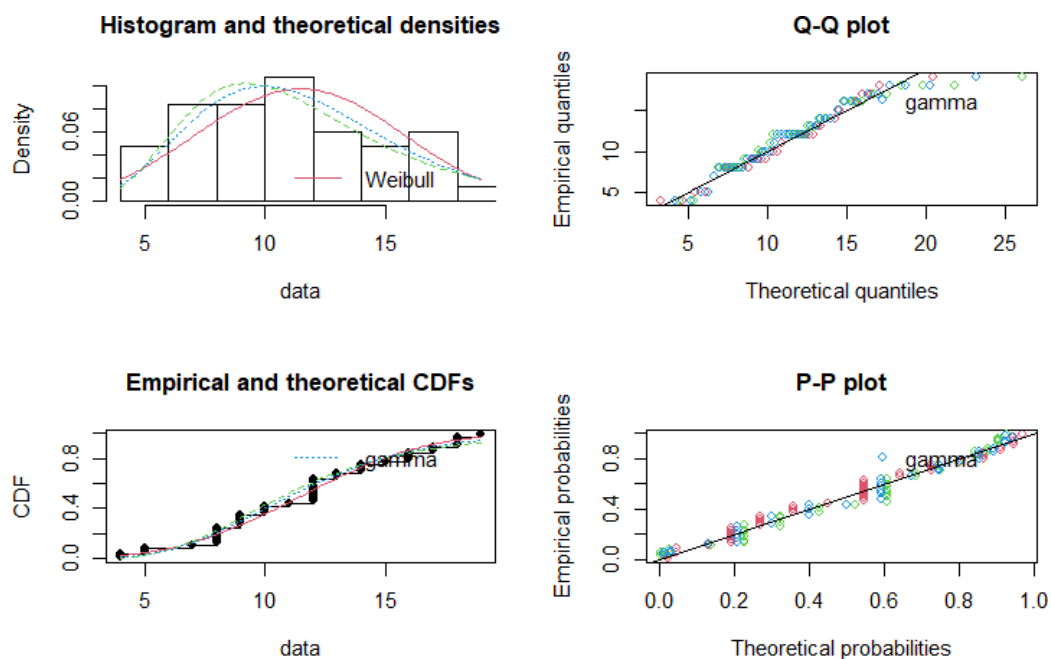 Histogram and theoretical densities
Density
0.00
0.06
Weibull
5
10
15
data
Q-Q plot
Empirical quantiles
5
10
gamma
5
10
15
20
25
Theoretical quantiles
Empirical and theoretical CDFs
CDF
0.0
0.4
0.8
gamma
5
10
15
data
P-P plot
Empirical probabilities
0.0
0.4
0.8
gamma
0.0
0.2
0.4
0.6
0.8
1.0
Theoretical probabilities